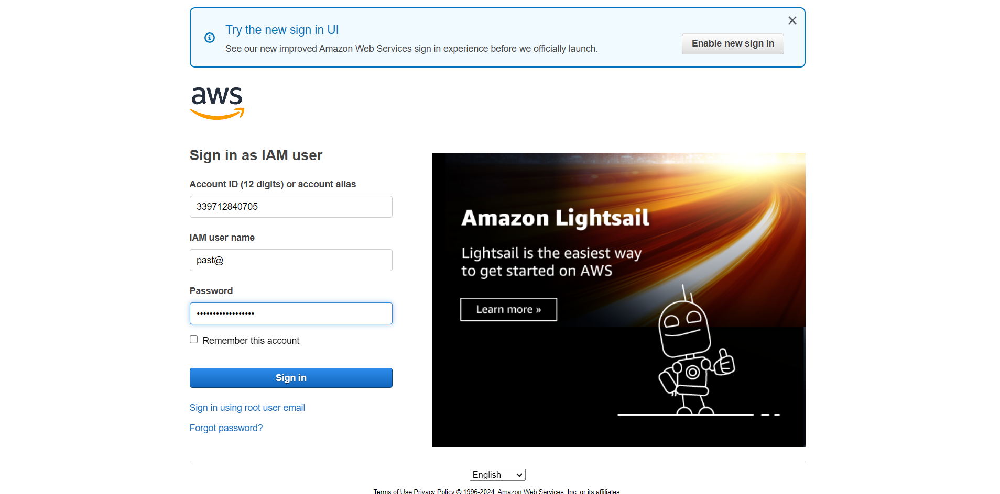 Try the new sign in UI
See our new improved Amazon Web Services sign in experience before we officially launch.
Enable new sign in
aws
Sign in as IAM user
Account ID (12 digits) or account alias
339712840705
IAM user name
past@
Password
••••••••••••••••••
Remember this account
Sign in
Sign in using root user email
Forgot password?
Amazon Lightsail
Lightsail is the easiest way
to get started on AWS
Learn more »
English
Terms of Use Privacy Policy © 1996-2024, Amazon Web Services, Inc. or its affiliates.